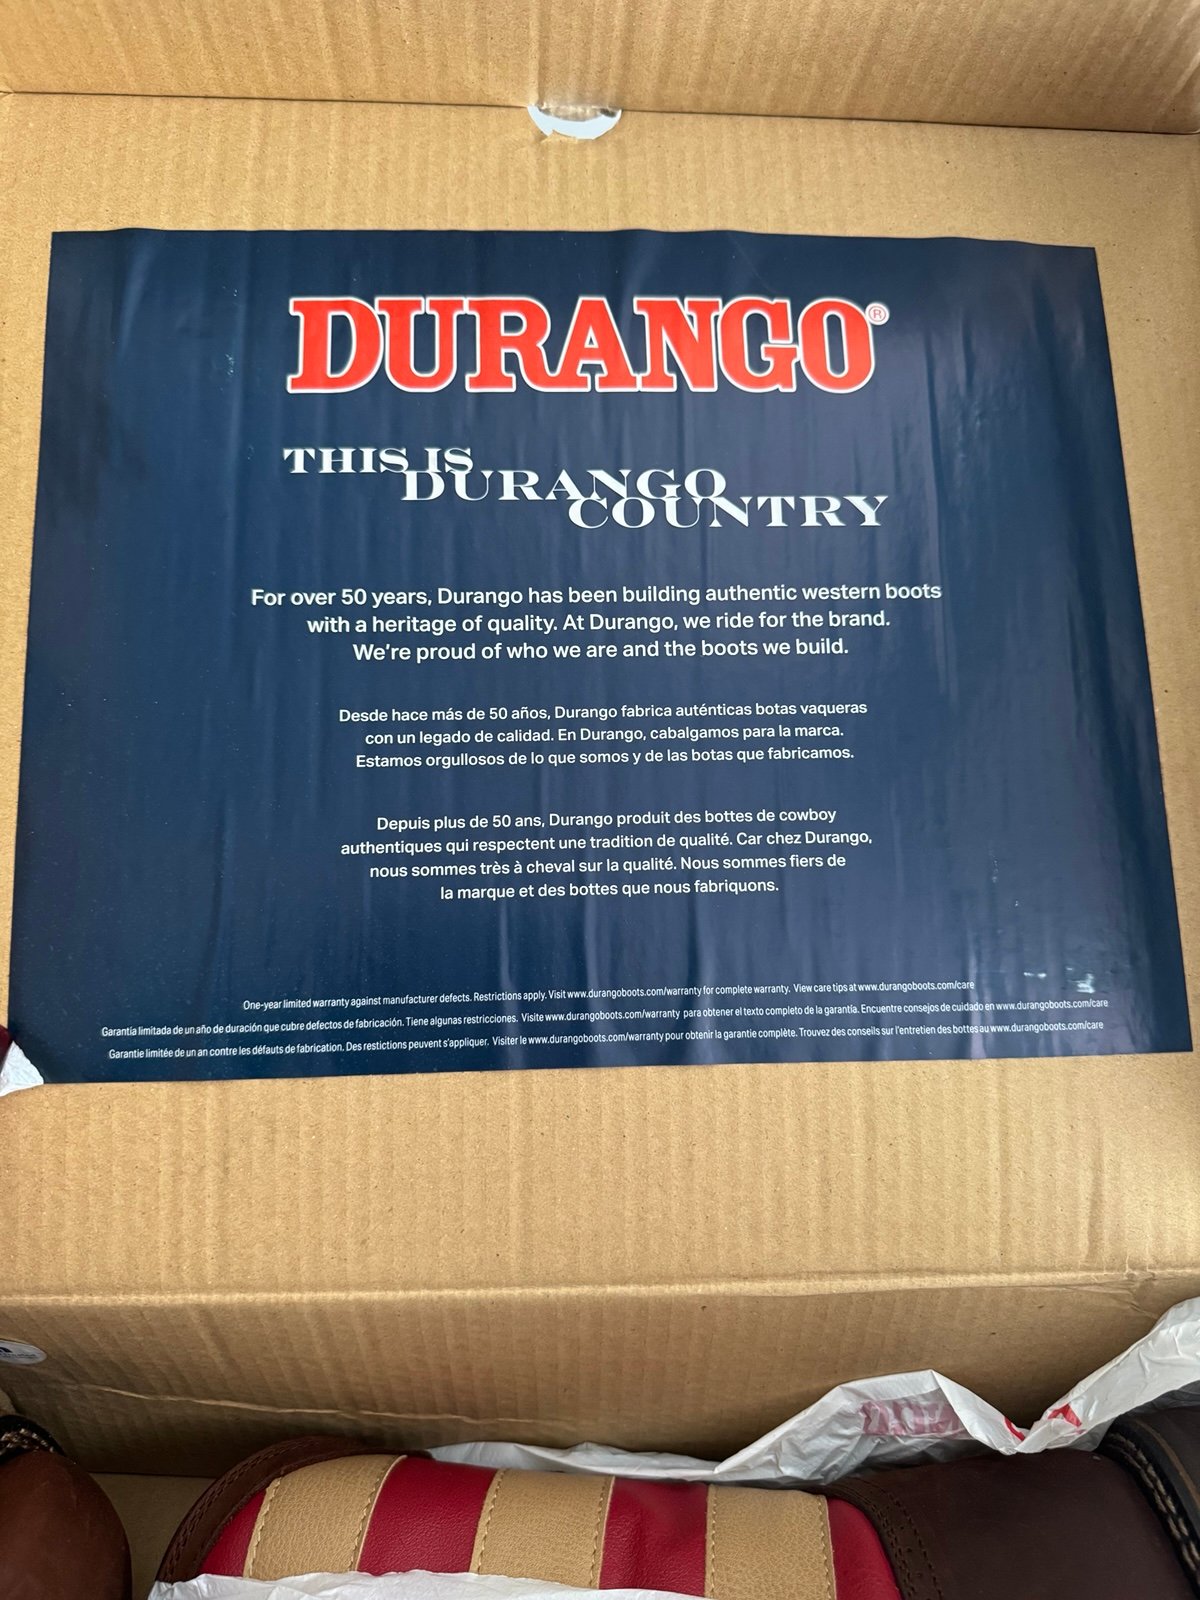 DURANGO®
THIS IS
DURANGO
COUNTRY
For over 50 years, Durango has been building authentic western boots
with a heritage of quality. At Durango, we ride for the brand.
We're proud of who we are and the boots we build.
Desde hace más de 50 años, Durango fabrica auténticas botas vaqueras
con un legado de calidad. En Durango, cabalgamos para la marca.
Estamos orgullosos de lo que somos y de las botas que fabricamos.
Depuis plus de 50 ans, Durango produit des bottes de cowboy
authentiques qui respectent une tradition de qualité. Car chez Durango,
nous sommes très à cheval sur la qualité. Nous sommes fiers de
la marque et des bottes que nous fabriquons.
One-year limited warranty against manufacturer defects. Restrictions apply. Visit www.durangoboots.com/warranty for complete warranty. View care tips at www.durangoboots.com/care
Garantía limitada de un año de duración que cubre defectos de fabricación. Tiene algunas restricciones. Visite www.durangoboots.com/warranty para obtener el texto completo de la garantía. Encuentre consejos de cuidado en www.durangoboots.com/care
Garantie limitée de un an contre les défauts de fabrication. Des restictions peuvent s'appliquer. Visiter le www.durangoboots.com/warranty pour obtenir la garantie complète. Trouvez des conseils sur l'entretien des bottes au www.durangoboots.com/care